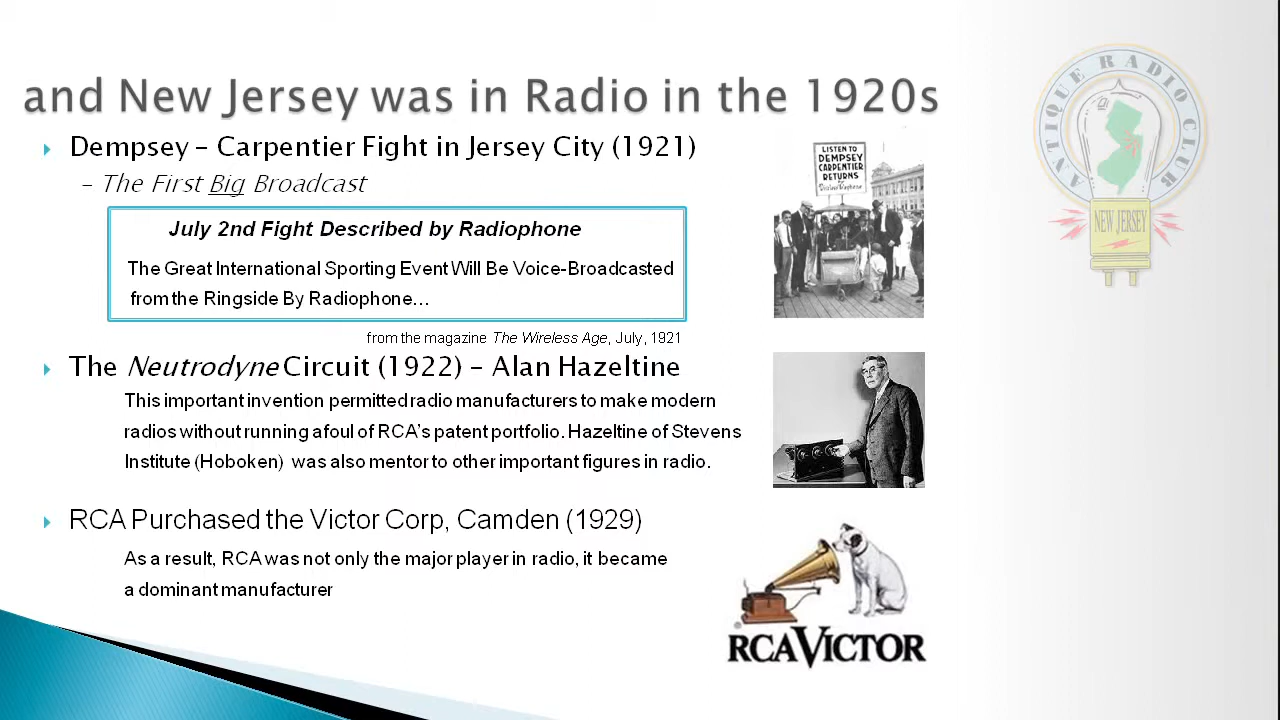 and New Jersey was in Radio in the 1920s
Dempsey – Carpentier Fight in Jersey City (1921)
– The First Big Broadcast
July 2nd Fight Described by Radiophone
The Great International Sporting Event Will Be Voice-Broadcasted
from the Ringside By Radiophone…
from the magazine The Wireless Age, July, 1921
The Neutrodyne Circuit (1922) – Alan Hazeltine
This important invention permitted radio manufacturers to make modern
radios without running afoul of RCA's patent portfolio. Hazeltine of Stevens
Institute (Hoboken) was also mentor to other important figures in radio.
RCA Purchased the Victor Corp, Camden (1929)
As a result, RCA was not only the major player in radio, it became
a dominant manufacturer
LISTEN TO
DEMPSEY
CARPENTIER
RETURNS
RCA VICTOR
®
ANTIQUE RADIO CLUB
NEW JERSEY